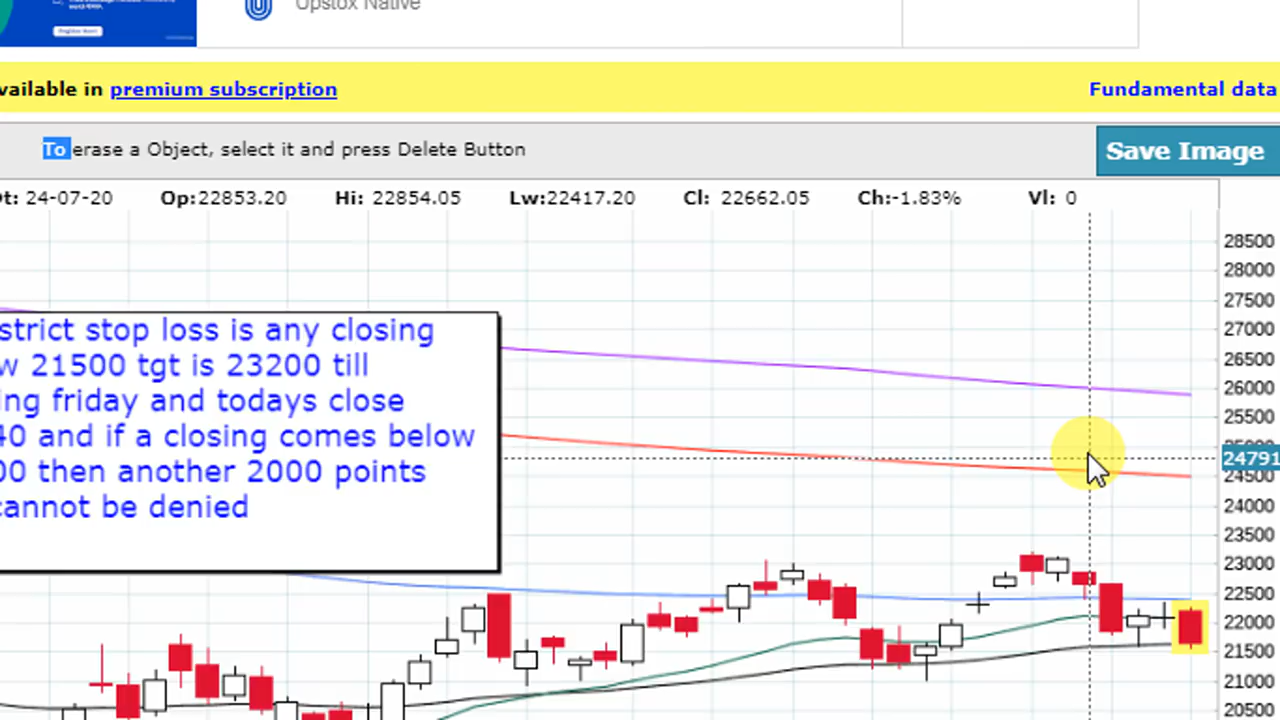 Upstox Native
vailable in premium subscription
Fundamental data
To erase a Object, select it and press Delete Button
Save Image
Dt: 24-07-20 Op:22853.20 Hi: 22854.05 Lw:22417.20 Cl: 22662.05 Ch:-1.83% Vl: 0
28500
28000
27500
27000
26500
26000
25500
24791
24500
24000
23500
23000
22500
22000
21500
21000
20500
strict stop loss is any closing
w 21500 tgt is 23200 till
ing friday and todays close
40 and if a closing comes below
00 then another 2000 points
cannot be denied